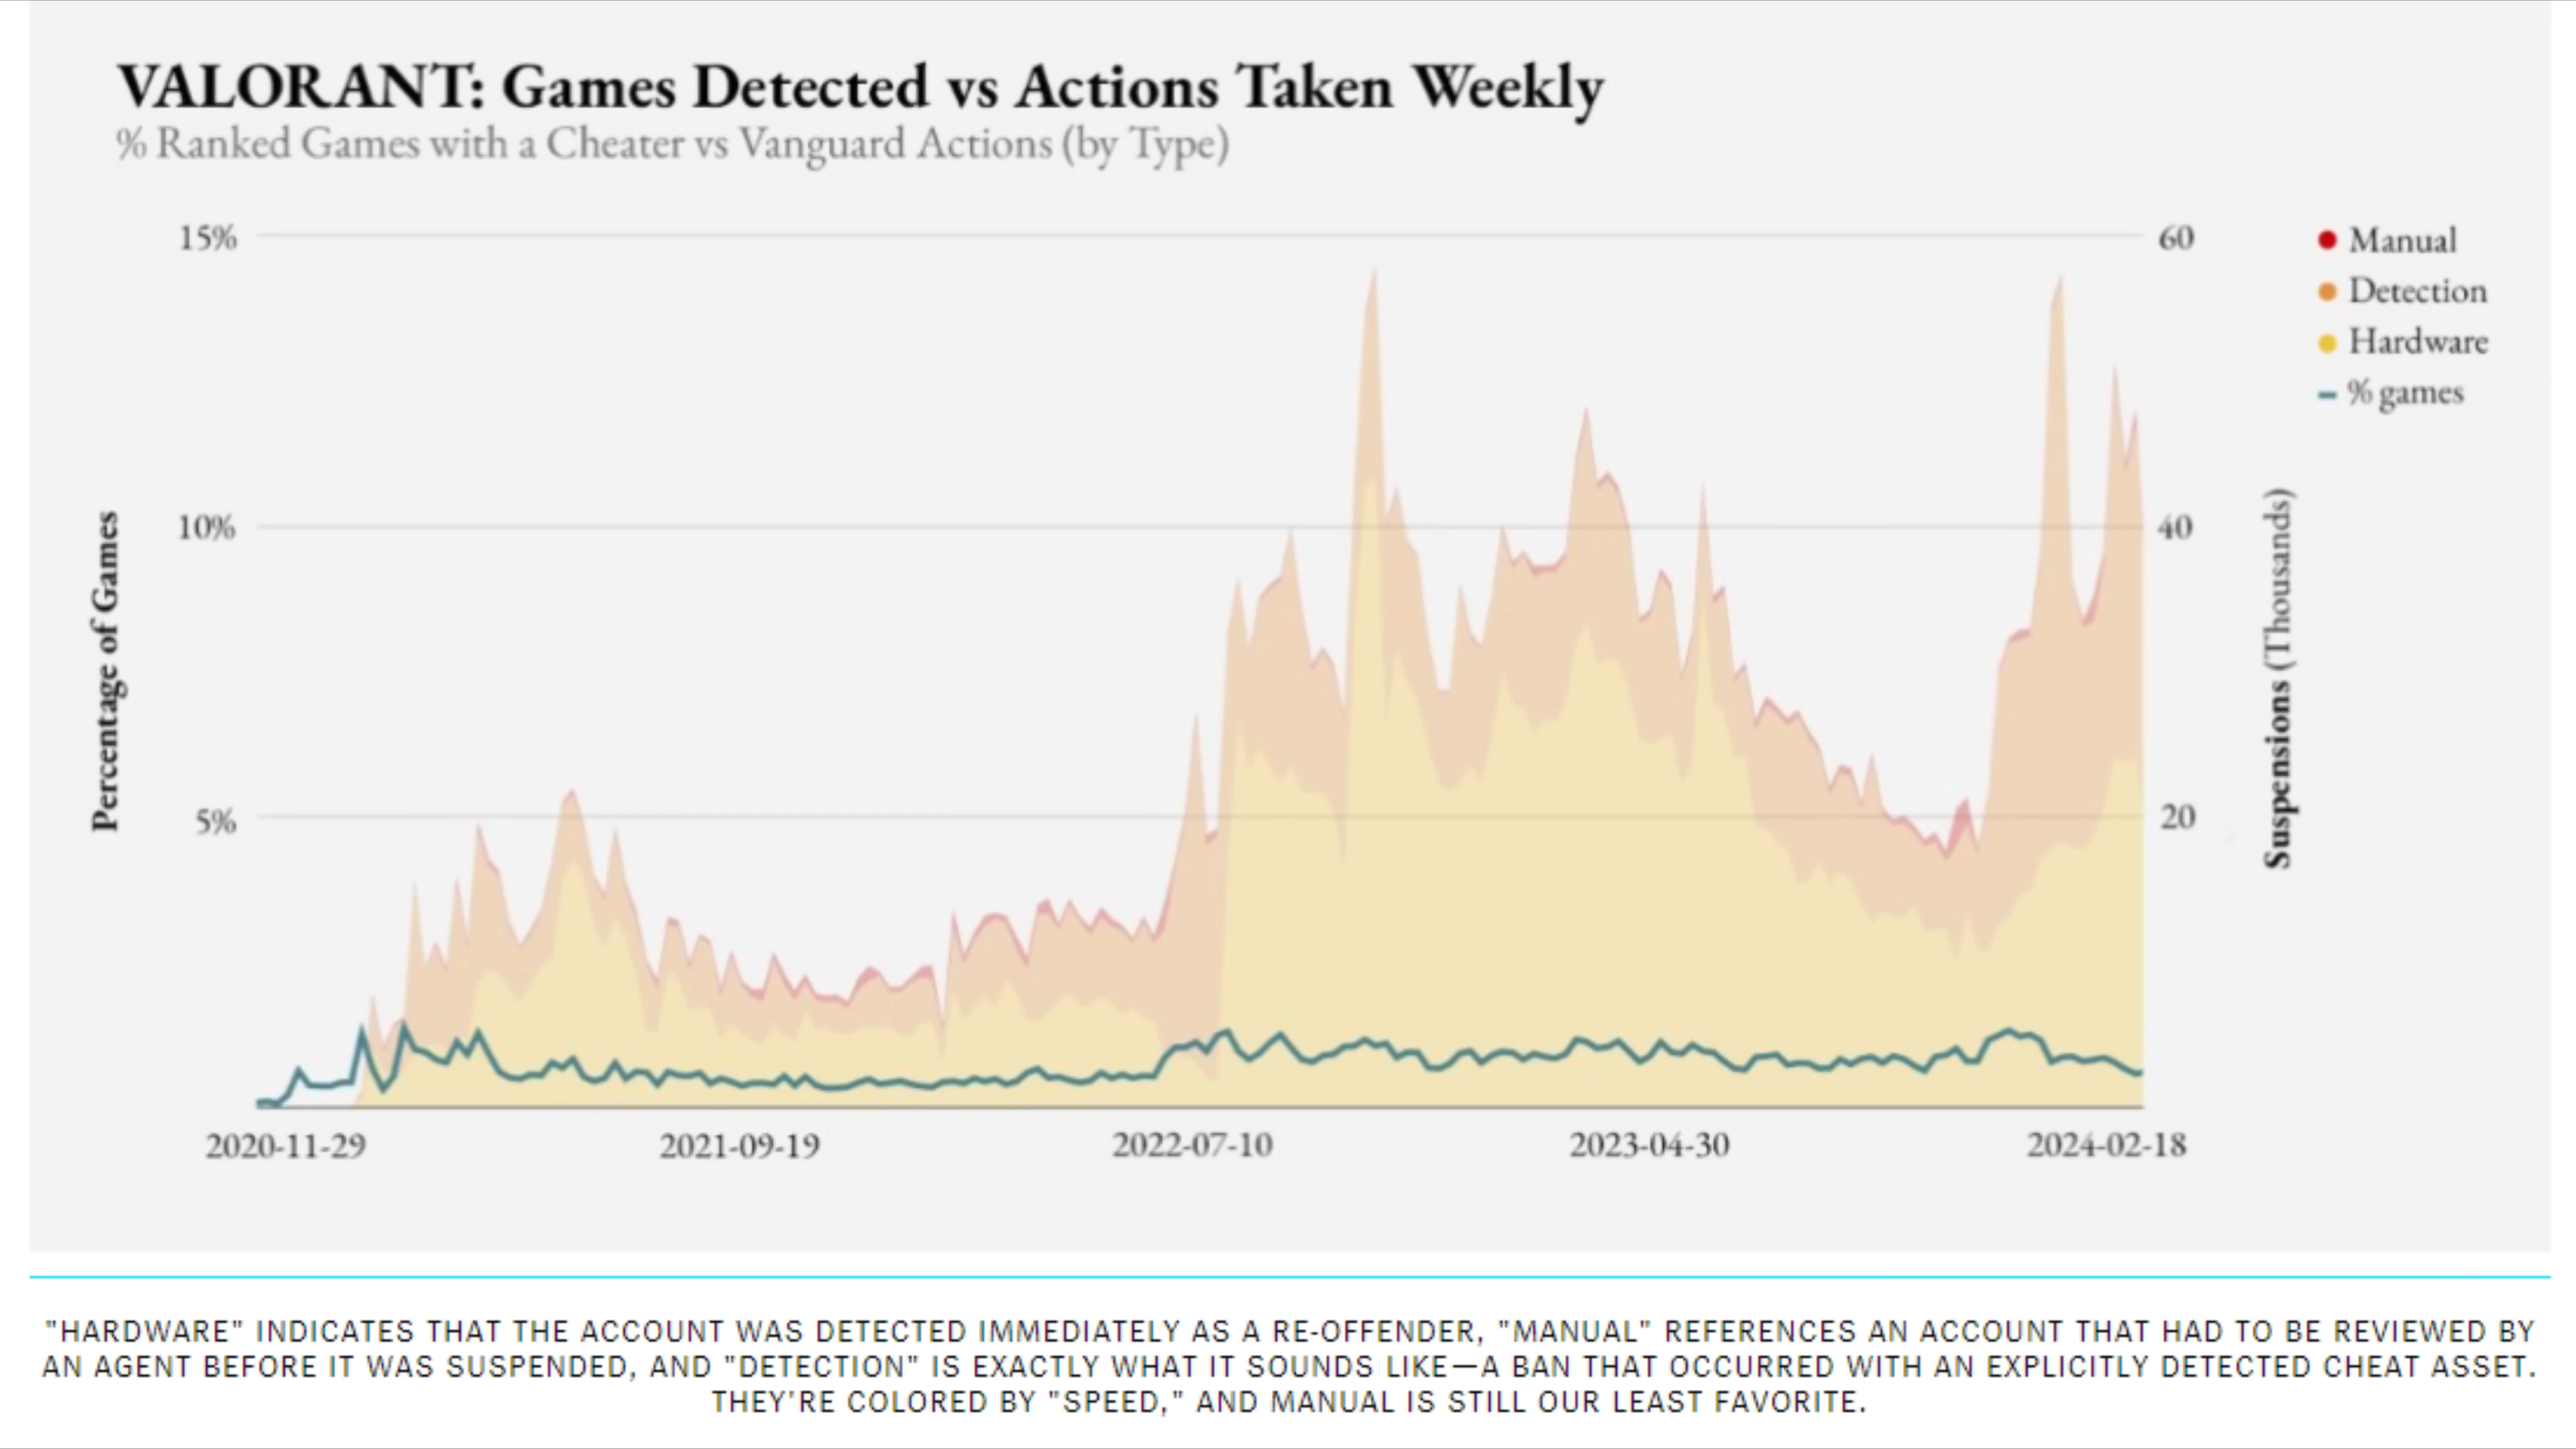 VALORANT: Games Detected vs Actions Taken Weekly
% Ranked Games with a Cheater vs Vanguard Actions (by Type)
15%
10%
5%
Percentage of Games
60
40
20
Suspensions (Thousands)
Manual
Detection
Hardware
% games
2020-11-29
2021-09-19
2022-07-10
2023-04-30
2024-02-18
"HARDWARE" INDICATES THAT THE ACCOUNT WAS DETECTED IMMEDIATELY AS A RE-OFFENDER, "MANUAL" REFERENCES AN ACCOUNT THAT HAD TO BE REVIEWED BY
AN AGENT BEFORE IT WAS SUSPENDED, AND "DETECTION" IS EXACTLY WHAT IT SOUNDS LIKE—A BAN THAT OCCURRED WITH AN EXPLICITLY DETECTED CHEAT ASSET.
THEY'RE COLORED BY "SPEED," AND MANUAL IS STILL OUR LEAST FAVORITE.